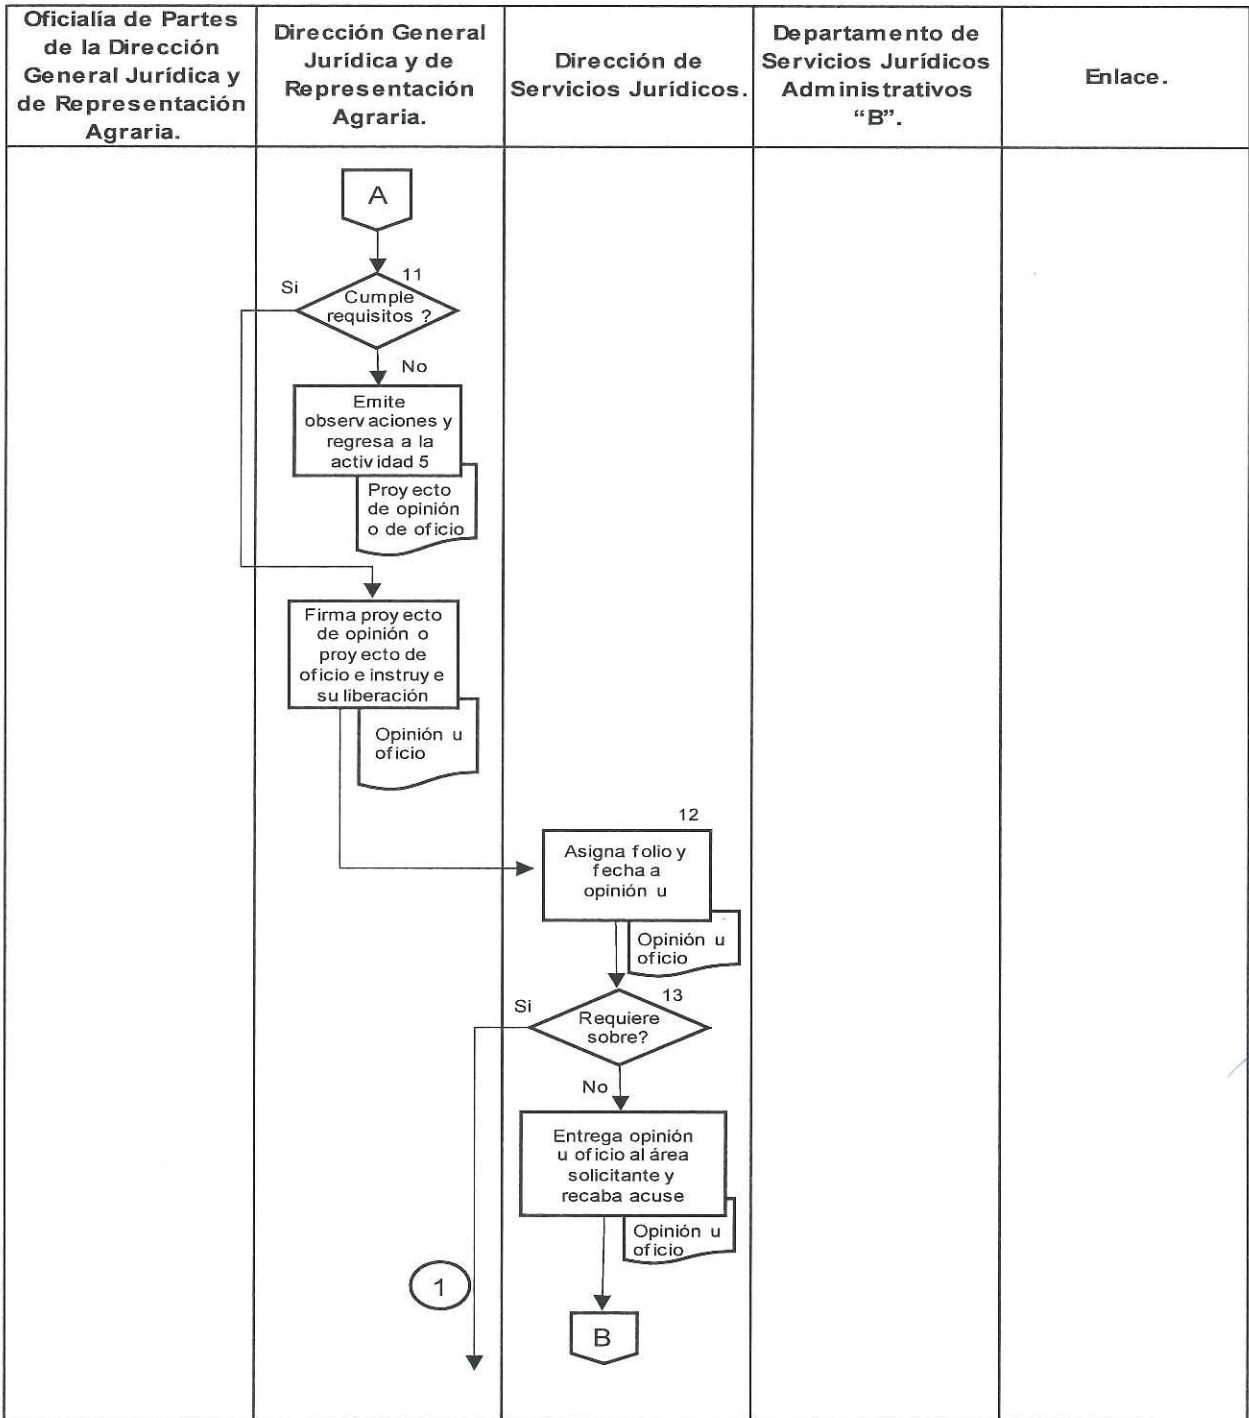 Oficialía de Partes
de la Dirección
General Jurídica y
de Representación
Agraria.
Dirección General
Jurídica y de
Representación
Agraria.
Dirección de
Servicios Jurídicos.
Departamento de
Servicios Jurídicos
Administrativos
“B”.
Enlace.
A
11
Si
Cumple
requisitos ?
No
Emite
observaciones y
regresa a la
actividad 5
Proyecto
de opinión
o de oficio
Firma proyecto
de opinión o
proyecto de
oficio e instruye
su liberación
Opinión u
oficio
12
Asigna folio y
fecha a
opinión u
Opinión u
oficio
13
Si
Requiere
sobre?
No
Entrega opinión
u oficio al área
solicitante y
recaba acuse
Opinión u
oficio
1
B